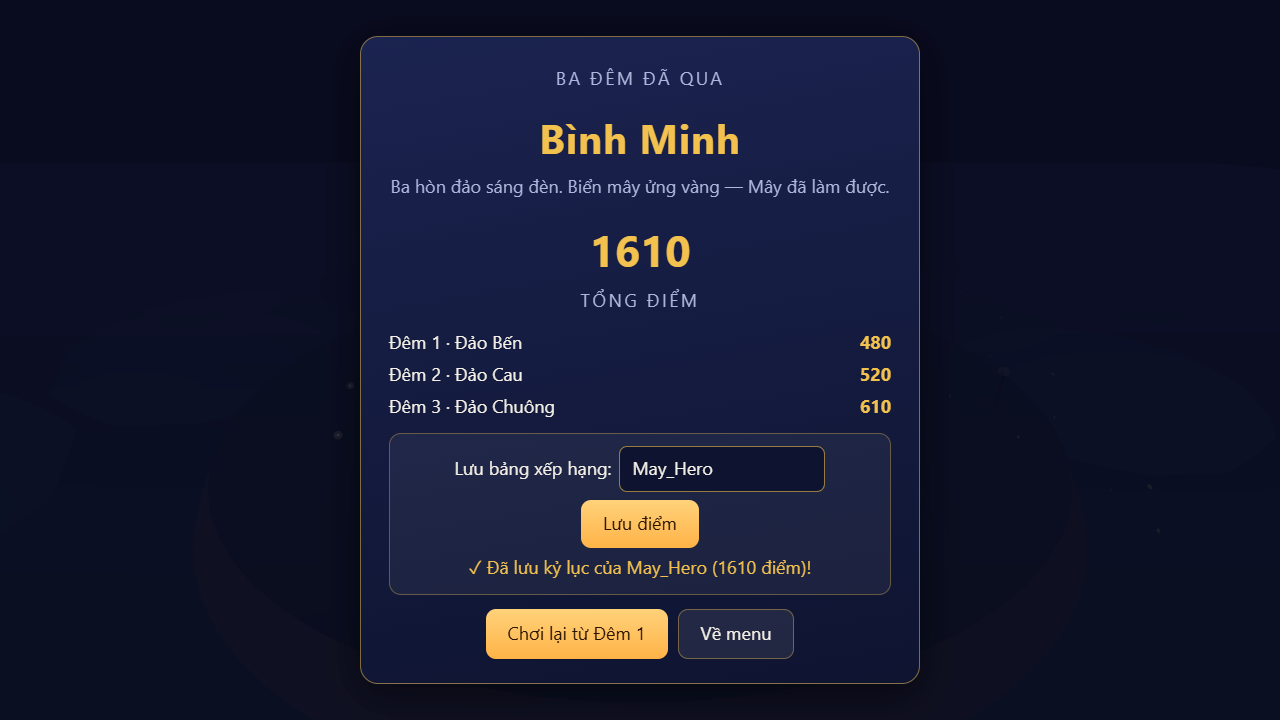 BA ĐÊM ĐÃ QUA
Bình Minh
Ba hòn đảo sáng đèn. Biển mây ửng vàng — Mây đã làm được.
1610
TỔNG ĐIỂM
Đêm 1 · Đảo Bến 480
Đêm 2 · Đảo Cau 520
Đêm 3 · Đảo Chuông 610
Lưu bảng xếp hạng: May_Hero
Lưu điểm
✓ Đã lưu kỷ lục của May_Hero (1610 điểm)!
Chơi lại từ Đêm 1 Về menu